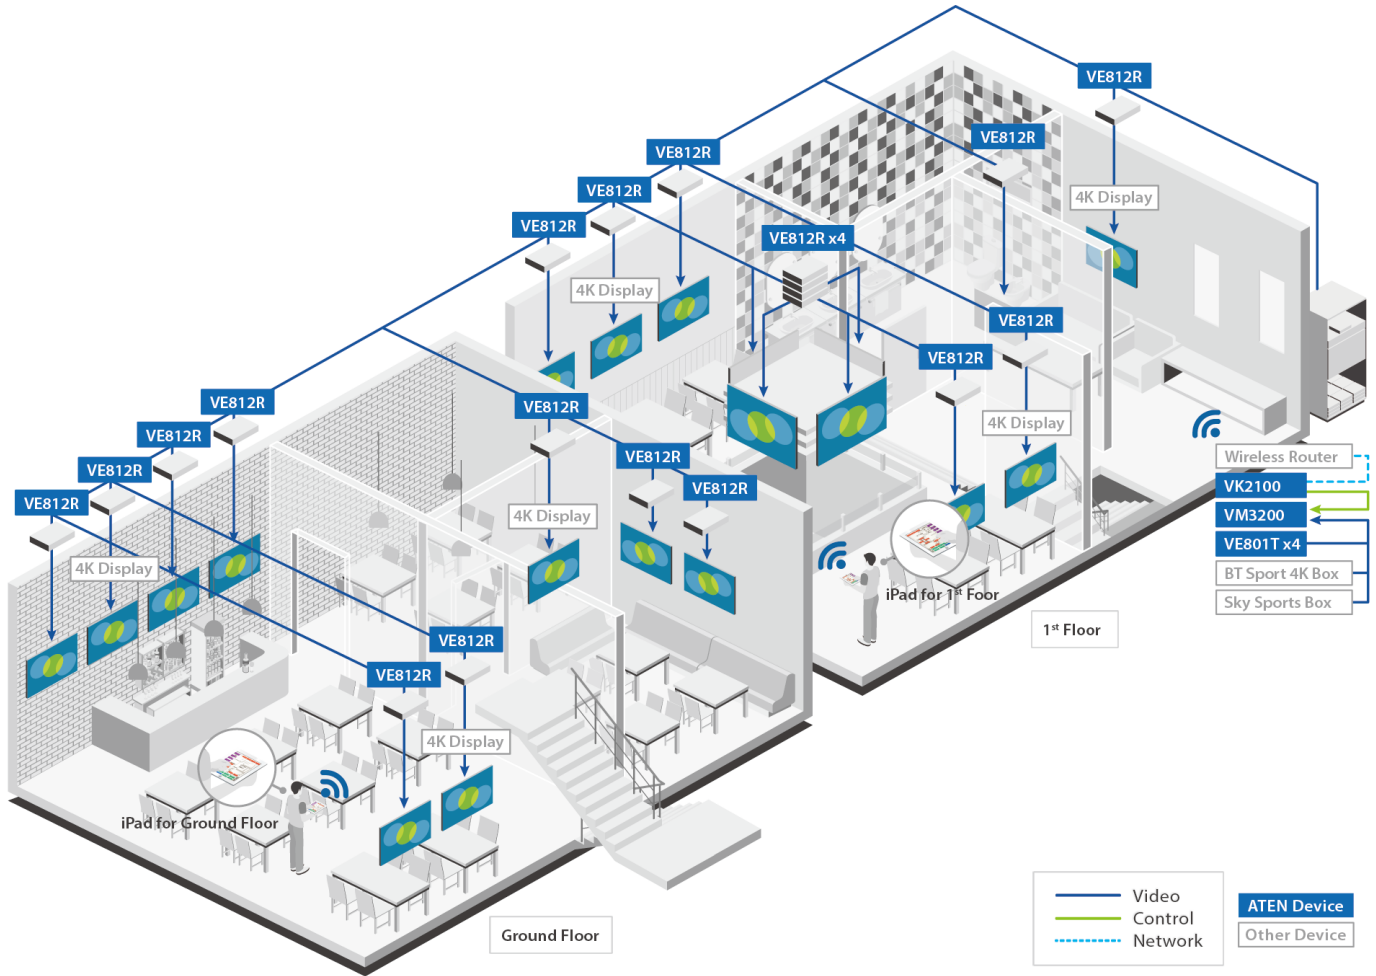 VE812R
VE812R
VE812R
VE812R
4K Display
VE812R
VE812R x4
4K Display
VE812R
VE812R
VE812R
VE812R
4K Display
VE812R
VE812R
Wireless Router
VE812R
VK2100
VE812R
VE812R
4K Display
VM3200
VE801T x4
4K Display
BT Sport 4K Box
iPad for 1st Foor
Sky Sports Box
1st Floor
VE812R
VE812R
4K Display
iPad for Ground Floor
Ground Floor
Video
Control
Network
ATEN Device
Other Device